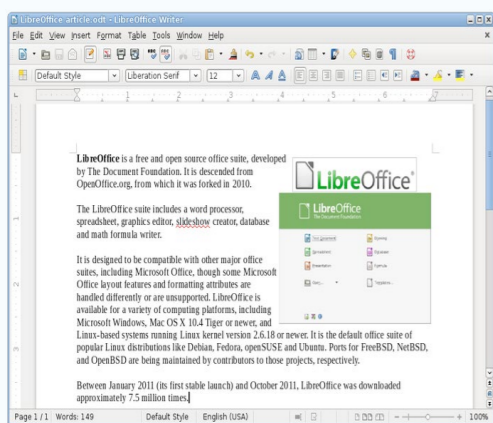 LibreOffice article.odt - LibreOffice Writer
File Edit View Insert Format Table Tools Window Help
Default Style Liberation Serif 12
LibreOffice is a free and open source office suite, developed
by The Document Foundation. It is descended from
OpenOffice.org, from which it was forked in 2010.
The LibreOffice suite includes a word processor,
spreadsheet, graphics editor, slideshow creator, database
and math formula writer.
It is designed to be compatible with other major office
suites, including Microsoft Office, though some Microsoft
Office layout features and formatting attributes are
handled differently or are unsupported. LibreOffice is
available for a variety of computing platforms, including
Microsoft Windows, Mac OS X 10.4 Tiger or newer, and
Linux-based systems running Linux kernel version 2.6.18 or newer. It is the default office suite of
popular Linux distributions like Debian, Fedora, openSUSE and Ubuntu. Ports for FreeBSD, NetBSD,
and OpenBSD are being maintained by contributors to those projects, respectively.
Between January 2011 (its first stable launch) and October 2011, LibreOffice was downloaded
approximately 7.5 million times.
LibreOffice
LibreOffice
The Document Foundation
Page 1 / 1 Words: 149 Default Style English (USA) 100%